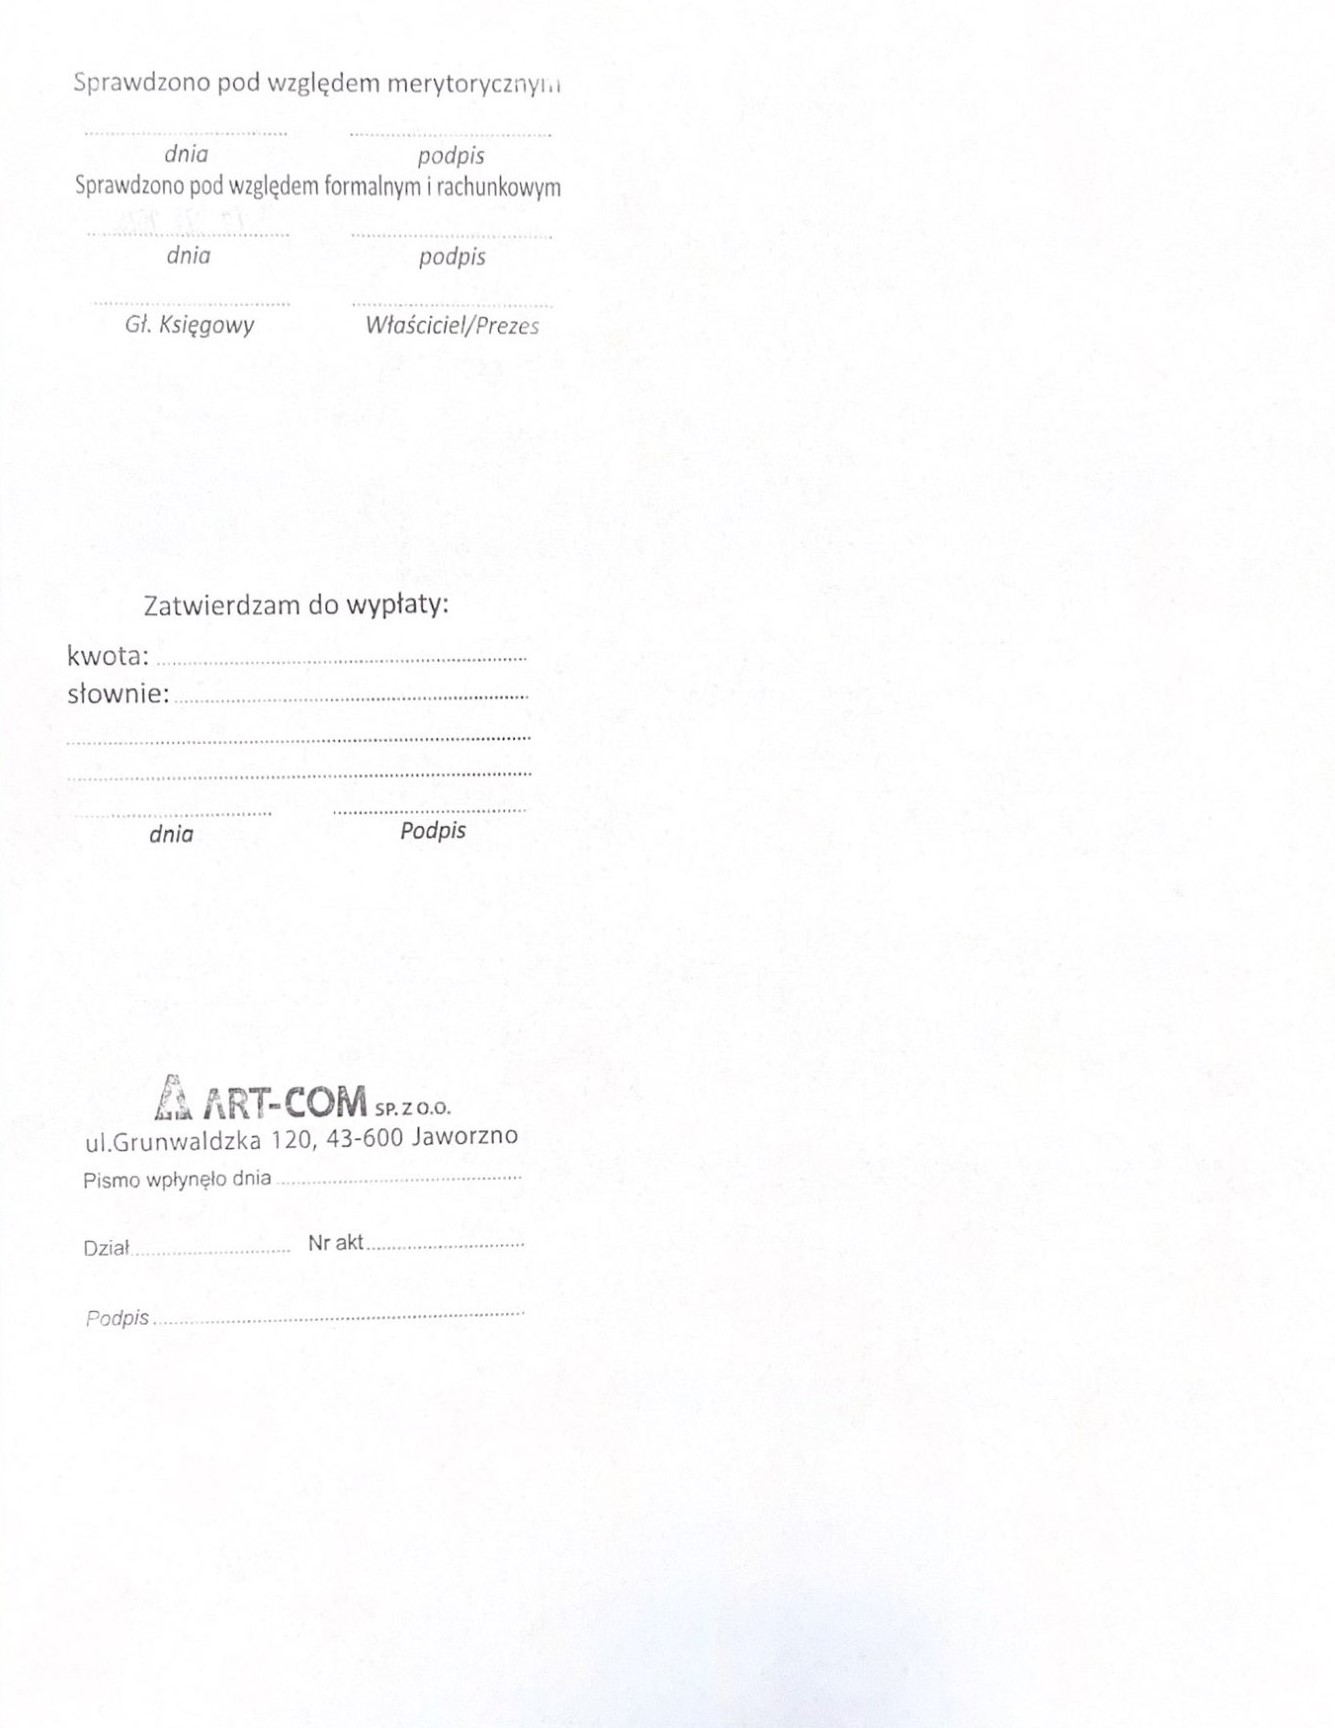 Sprawdzono pod względem merytorycznym
dnia podpis
Sprawdzono pod względem formalnym i rachunkowym
dnia podpis
Gł. Księgowy Właściciel/Prezes
Zatwierdzam do wypłaty:
kwota:
słownie:
dnia Podpis
ART-COM SP. Z O.O.
ul.Grunwaldzka 120, 43-600 Jaworzno
Pismo wpłynęło dnia
Dział Nr akt
Podpis